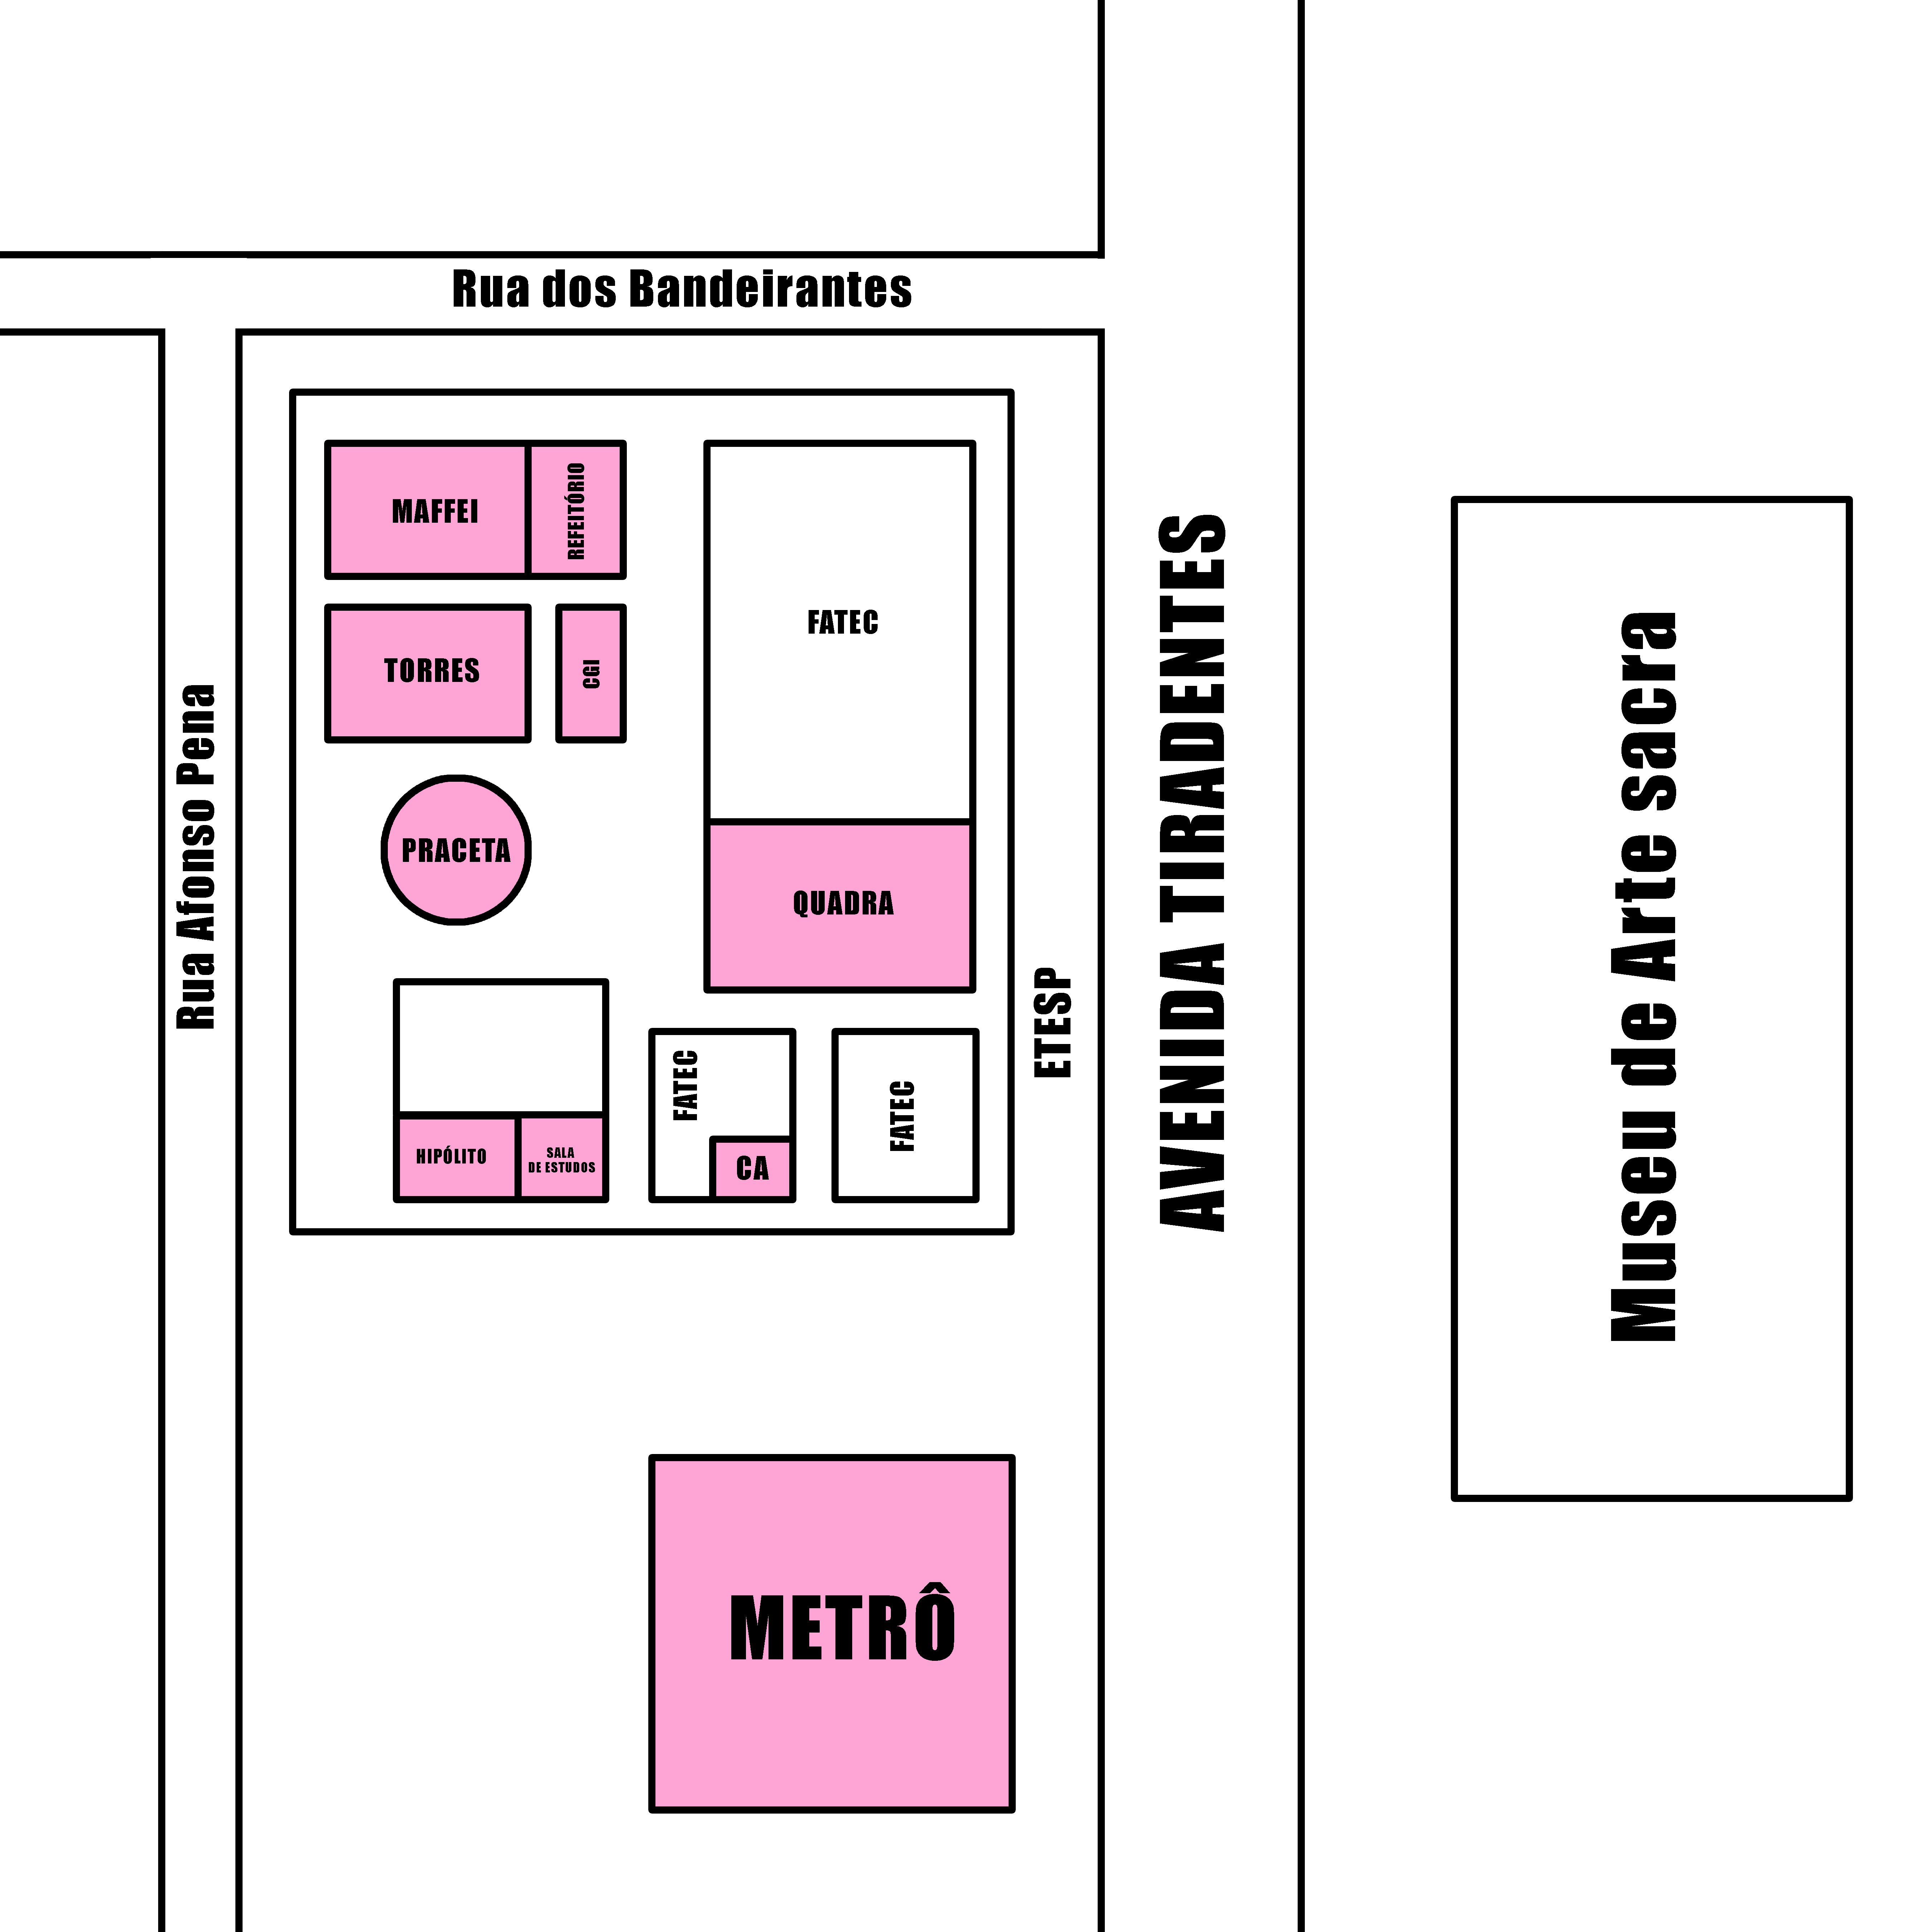 Rua dos Bandeirantes
MAFFEI
REFEITÓRIO
FATEC
TORRES
CGI
PRACETA
QUADRA
Rua Afonso Pena
AVENIDA TIRADENTES
Museu de Arte sacra
ETESP
FATEC
FATEC
HIPÓLITO
SALA
DE ESTUDOS
CA
METRÔ